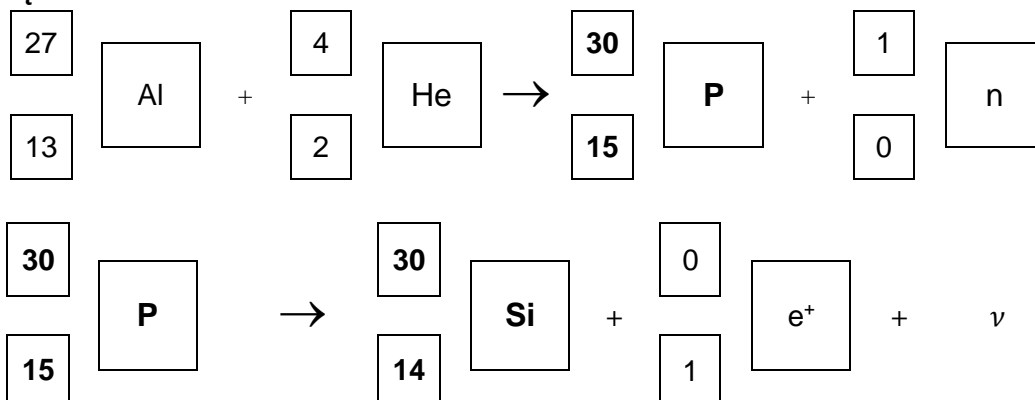 27 4 30 1
Al + He → P + n
13 2 15 0
30 30 0
P → Si + e⁺ + ν
15 14 1